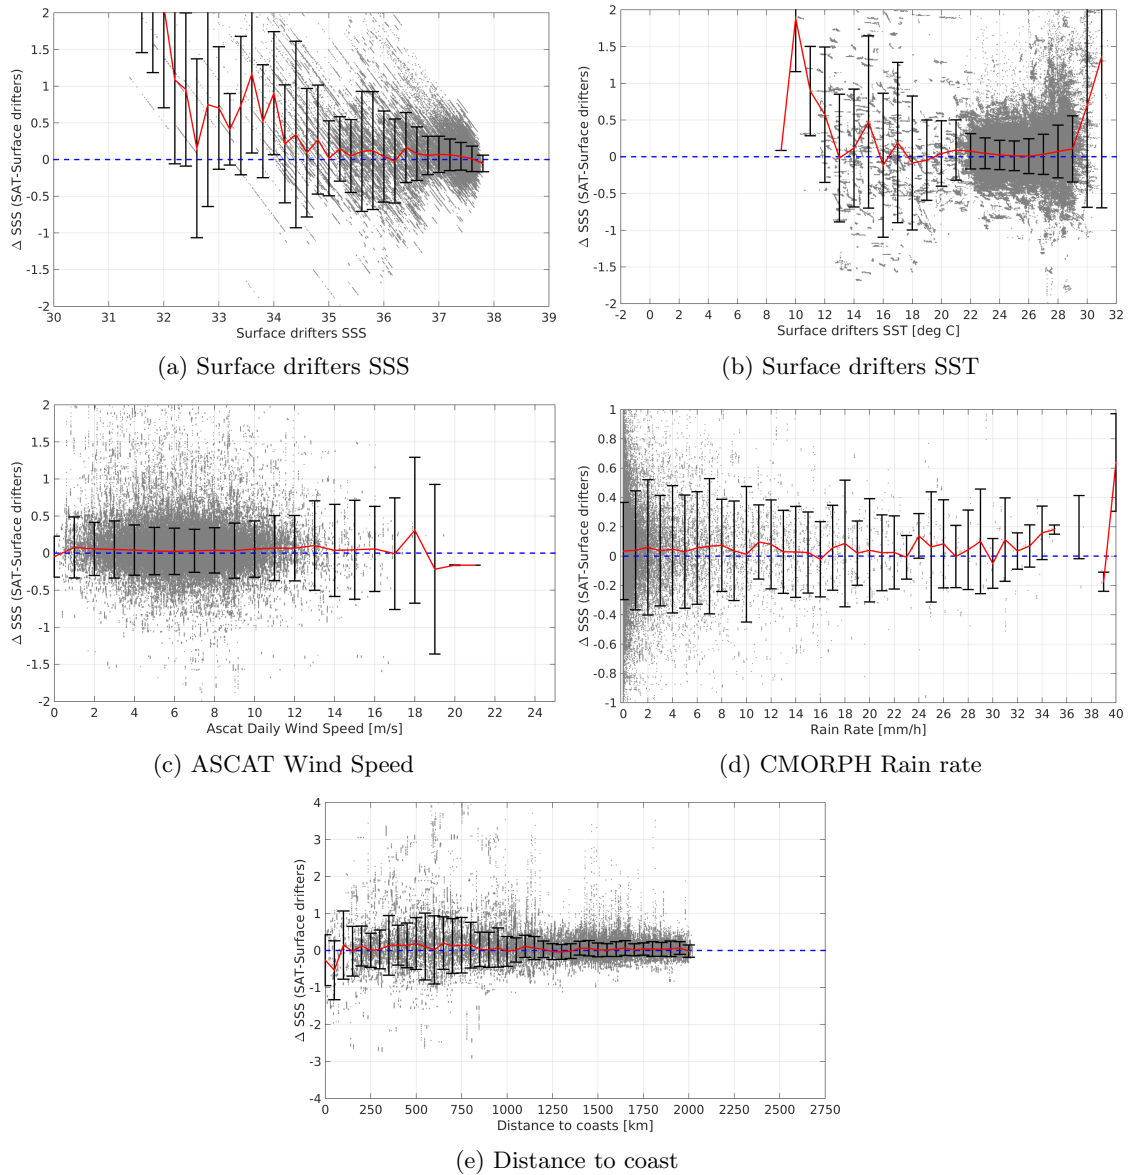 2
1.5
1
0.5
0
-0.5
-1
-1.5
-2
Δ SSS (SAT-Surface drifters)
30 31 32 33 34 35 36 37 38 39
Surface drifters SSS
(a) Surface drifters SSS
2
1.5
1
0.5
0
-0.5
-1
-1.5
-2
Δ SSS (SAT-Surface drifters)
-2 0 2 4 6 8 10 12 14 16 18 20 22 24 26 28 30 32
Surface drifters SST [deg C]
(b) Surface drifters SST
2
1.5
1
0.5
0
-0.5
-1
-1.5
-2
Δ SSS (SAT-Surface drifters)
0 2 4 6 8 10 12 14 16 18 20 22 24
Ascat Daily Wind Speed [m/s]
(c) ASCAT Wind Speed
1
0.8
0.6
0.4
0.2
0
-0.2
-0.4
-0.6
-0.8
-1
Δ SSS (SAT-Surface drifters)
0 2 4 6 8 10 12 14 16 18 20 22 24 26 28 30 32 34 36 38 40
Rain Rate [mm/h]
(d) CMORPH Rain rate
4
3
2
1
0
-1
-2
-3
-4
Δ SSS (SAT-Surface drifters)
0 250 500 750 1000 1250 1500 1750 2000 2250 2500 2750
Distance to coasts [km]
(e) Distance to coast